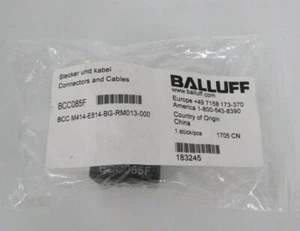 Stecker und kabel
Connectors and Cables
BCC085F
BCC M414-E814-BG-RM013-000
BALLUFF
www.balluff.com
Europe +49 7158 173-370
America 1-800-543-8390
Country of Origin
China
1 stück/pcs 1705 CN
183245
BCC085F